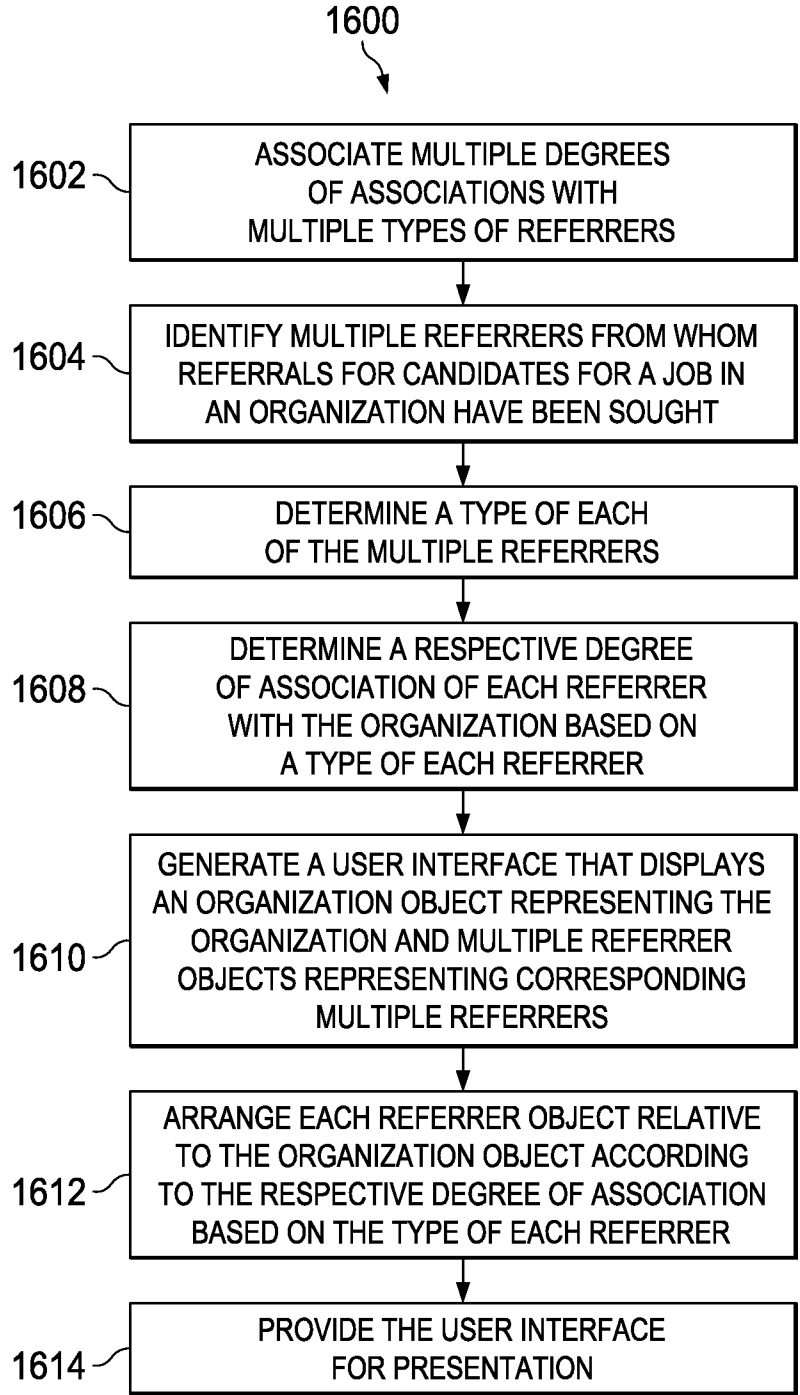 1600
1602
ASSOCIATE MULTIPLE DEGREES
OF ASSOCIATIONS WITH
MULTIPLE TYPES OF REFERRERS
1604
IDENTIFY MULTIPLE REFERRERS FROM WHOM
REFERRALS FOR CANDIDATES FOR A JOB IN
AN ORGANIZATION HAVE BEEN SOUGHT
1606
DETERMINE A TYPE OF EACH
OF THE MULTIPLE REFERRERS
1608
DETERMINE A RESPECTIVE DEGREE
OF ASSOCIATION OF EACH REFERRER
WITH THE ORGANIZATION BASED ON
A TYPE OF EACH REFERRER
1610
GENERATE A USER INTERFACE THAT DISPLAYS
AN ORGANIZATION OBJECT REPRESENTING THE
ORGANIZATION AND MULTIPLE REFERRER
OBJECTS REPRESENTING CORRESPONDING
MULTIPLE REFERRERS
1612
ARRANGE EACH REFERRER OBJECT RELATIVE
TO THE ORGANIZATION OBJECT ACCORDING
TO THE RESPECTIVE DEGREE OF ASSOCIATION
BASED ON THE TYPE OF EACH REFERRER
1614
PROVIDE THE USER INTERFACE
FOR PRESENTATION